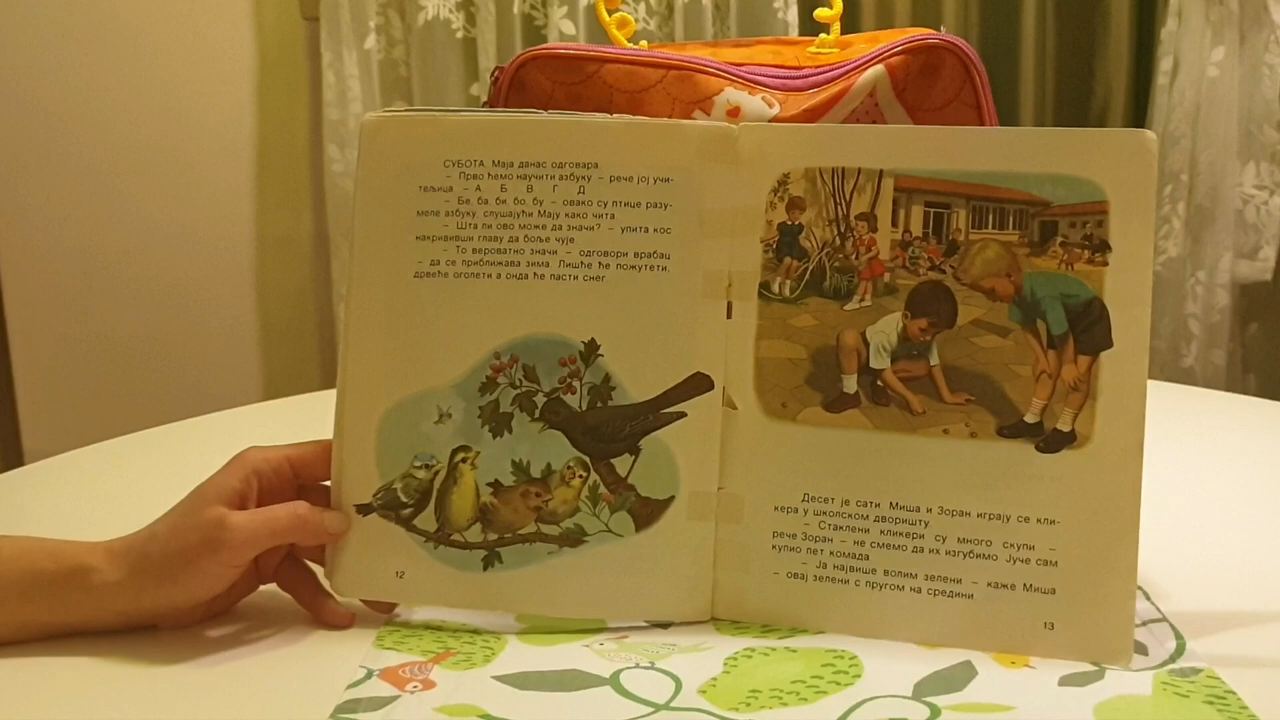 СУБОТА. Маја данас одговара.
– Прво ћемо научити азбуку – рече јој учи-
тељица. – А Б В Г Д
– Бе, ба, би, бо, бу – овако су птице разу-
меле азбуку, слушајући Мају како чита.
– Шта ли ово може да значи? – упита кос
накрививши главу да боље чује.
– То вероватно значи – одговори врабац
– да се приближава зима. Лишће ће пожутети,
дрвеће оголети а онда ће пасти снег.
12
Десет је сати. Миша и Зоран играју се кли-
кера у школском дворишту.
– Стаклени кликери су много скупи –
рече Зоран – не смемо да их изгубимо. Јуче сам
купио пет комада.
– Ја највише волим зелени – каже Миша
– овај зелени с пругом на средини.
13